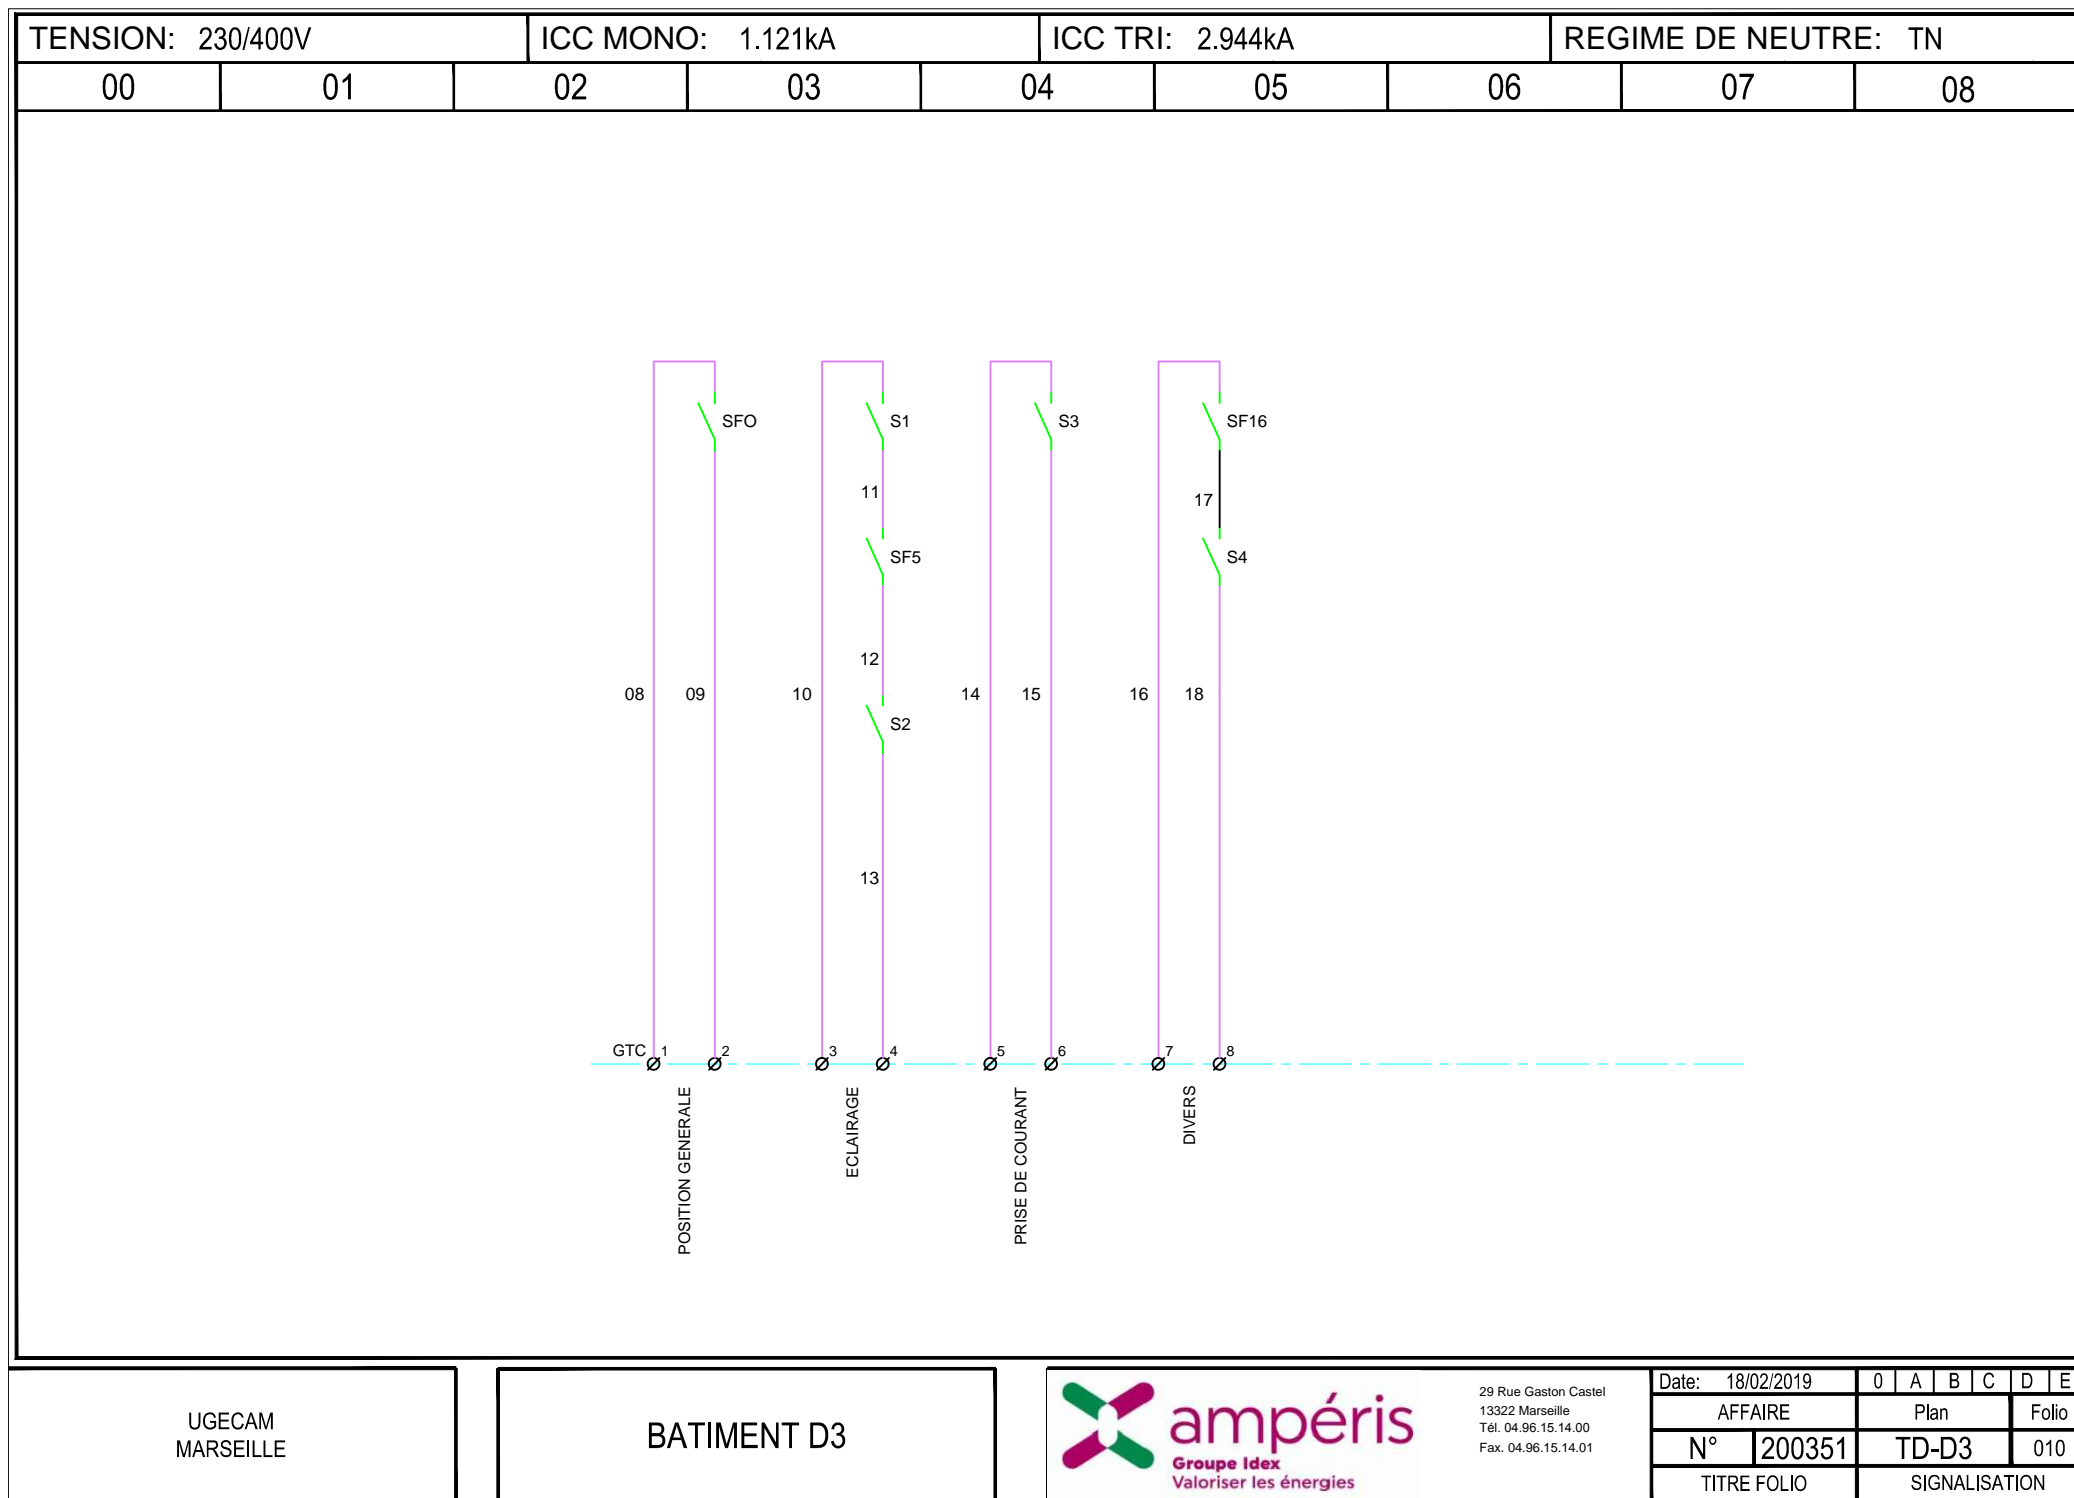 TENSION: 230/400V
ICC MONO: 1.121kA
ICC TRI: 2.944kA
REGIME DE NEUTRE: TN
00 01 02 03 04 05 06 07 08
SFO
S1
S3
SF16
11
17
SF5
S4
12
08 09 10 14 15 16 18
S2
13
GTC 1 2 3 4 5 6 7 8
POSITION GENERALE
ECLAIRAGE
PRISE DE COURANT
DIVERS
UGECAM
MARSEILLE
BATIMENT D3
ampéris
Groupe Idex
Valoriser les énergies
29 Rue Gaston Castel
13322 Marseille
Tél. 04.96.15.14.00
Fax. 04.96.15.14.01
Date: 18/02/2019 0 A B C D E
AFFAIRE Plan Folio
N° 200351 TD-D3 010
TITRE FOLIO SIGNALISATION